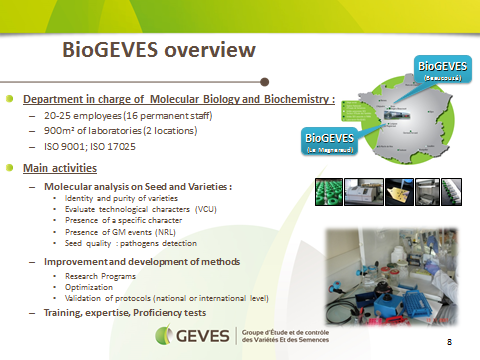 BioGEVES overview
BioGEVES
(Beaucouzé)
BioGEVES
(Le Magneraud)
Department in charge of Molecular Biology and Biochemistry :
– 20-25 employees (16 permanent staff)
– 900m² of laboratories (2 locations)
– ISO 9001; ISO 17025
Main activities
– Molecular analysis on Seed and Varieties :
• Identity and purity of varieties
• Evaluate technological characters (VCU)
• Presence of a specific character
• Presence of GM events (NRL)
• Seed quality : pathogens detection
– Improvement and development of methods
• Research Programs
• Optimization
• Validation of protocols (national or international level)
– Training, expertise, Proficiency tests
GEVES
Groupe d'Étude et de contrôle
des Variétés Et des Semences
8